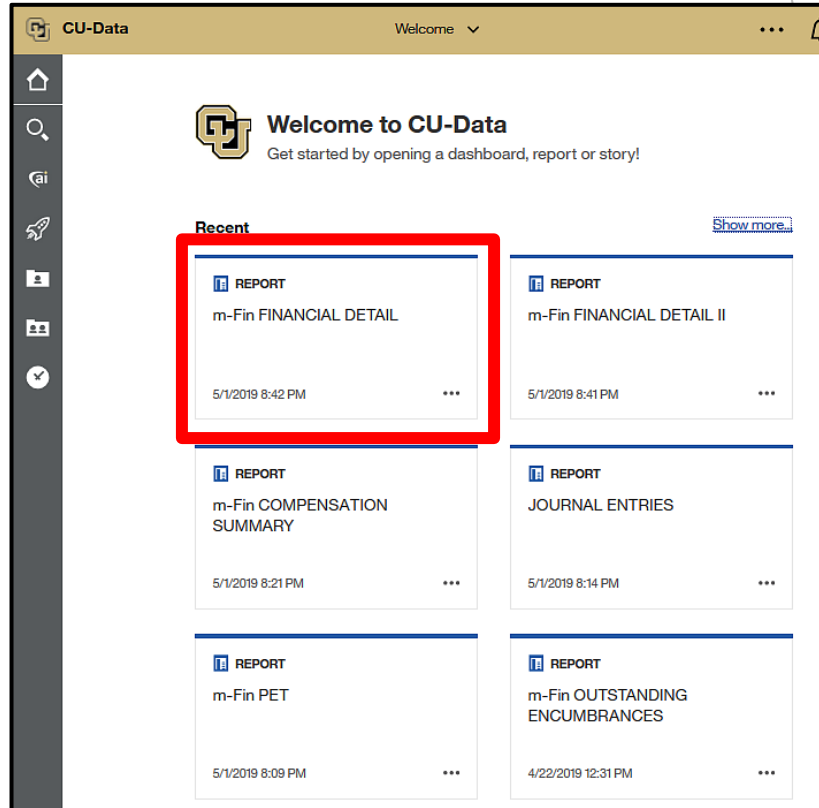 CU-Data
Welcome
Welcome to CU-Data
Get started by opening a dashboard, report or story!
Recent
Show more...
REPORT
m-Fin FINANCIAL DETAIL
5/1/2019 8:42 PM
REPORT
m-Fin FINANCIAL DETAIL II
5/1/2019 8:41 PM
REPORT
m-Fin COMPENSATION
SUMMARY
5/1/2019 8:21 PM
REPORT
JOURNAL ENTRIES
5/1/2019 8:14 PM
REPORT
m-Fin PET
5/1/2019 8:09 PM
REPORT
m-Fin OUTSTANDING
ENCUMBRANCES
4/22/2019 12:31 PM
CU
ai